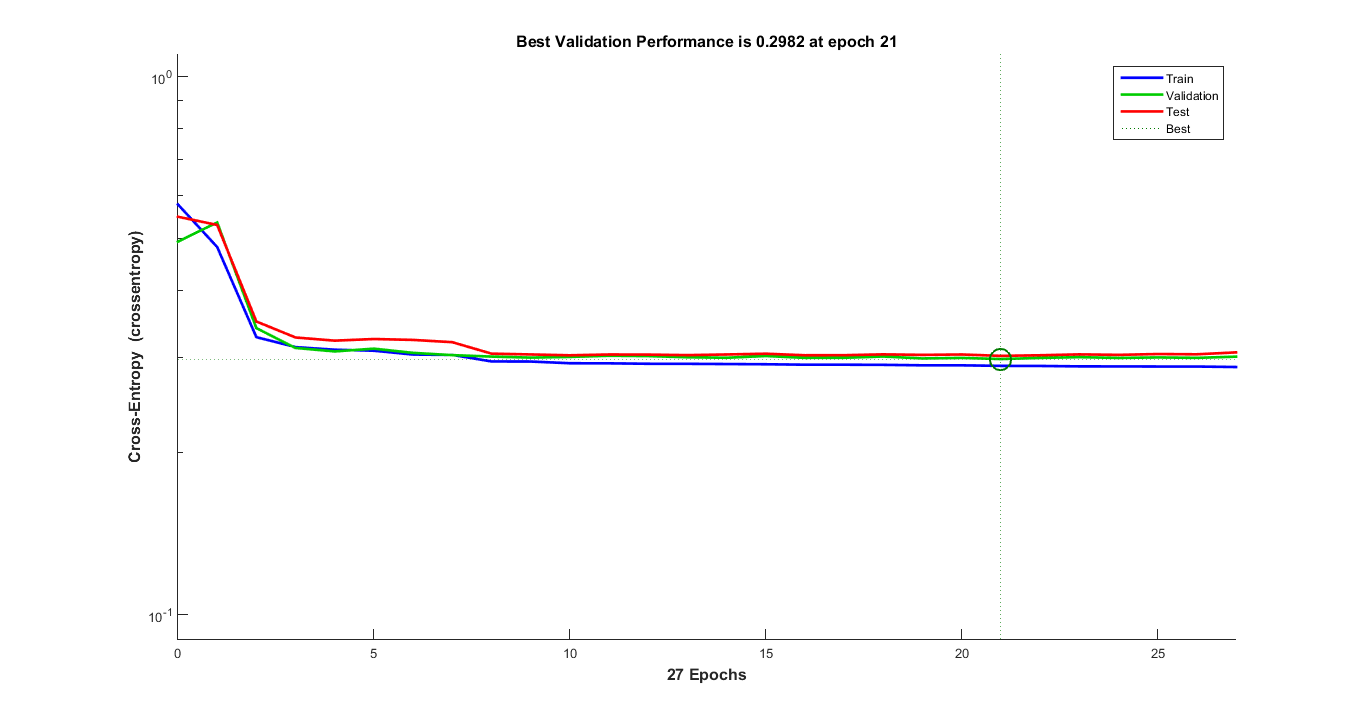 Best Validation Performance is 0.2982 at epoch 21
10^0
10^-1
Cross-Entropy (crossentropy)
Train
Validation
Test
Best
0 5 10 15 20 25
27 Epochs